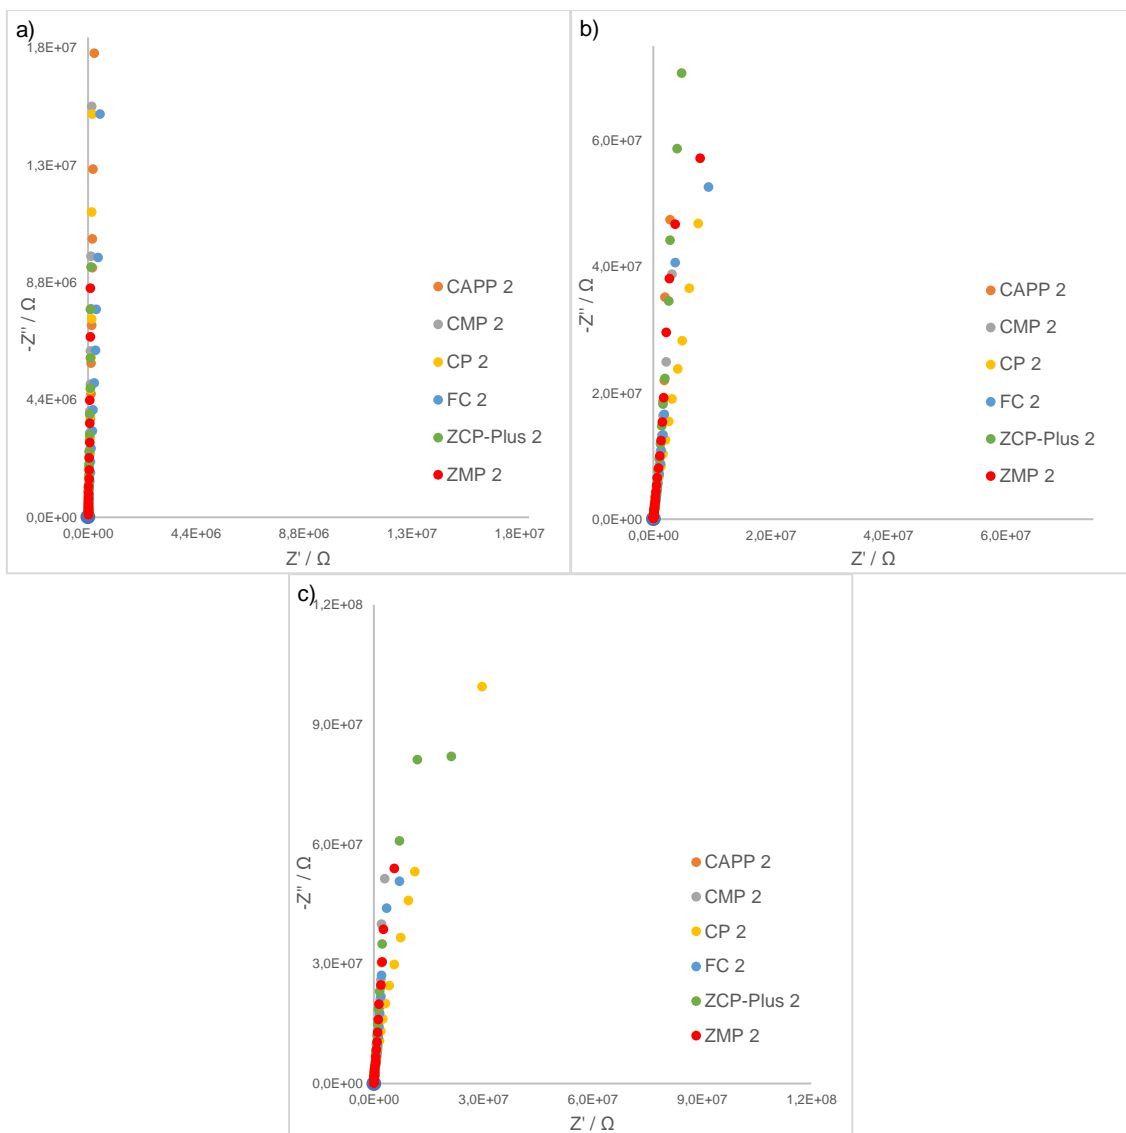 a)
1,8E+07
1,3E+07
8,8E+06
4,4E+06
0,0E+00
-Z'' / Ω
0,0E+00 4,4E+06 8,8E+06 1,3E+07 1,8E+07
Z' / Ω
CAPP 2
CMP 2
CP 2
FC 2
ZCP-Plus 2
ZMP 2
b)
6,0E+07
4,0E+07
2,0E+07
0,0E+00
-Z'' / Ω
0,0E+00 2,0E+07 4,0E+07 6,0E+07
Z' / Ω
CAPP 2
CMP 2
CP 2
FC 2
ZCP-Plus 2
ZMP 2
c)
1,2E+08
9,0E+07
6,0E+07
3,0E+07
0,0E+00
-Z'' / Ω
0,0E+00 3,0E+07 6,0E+07 9,0E+07 1,2E+08
Z' / Ω
CAPP 2
CMP 2
CP 2
FC 2
ZCP-Plus 2
ZMP 2